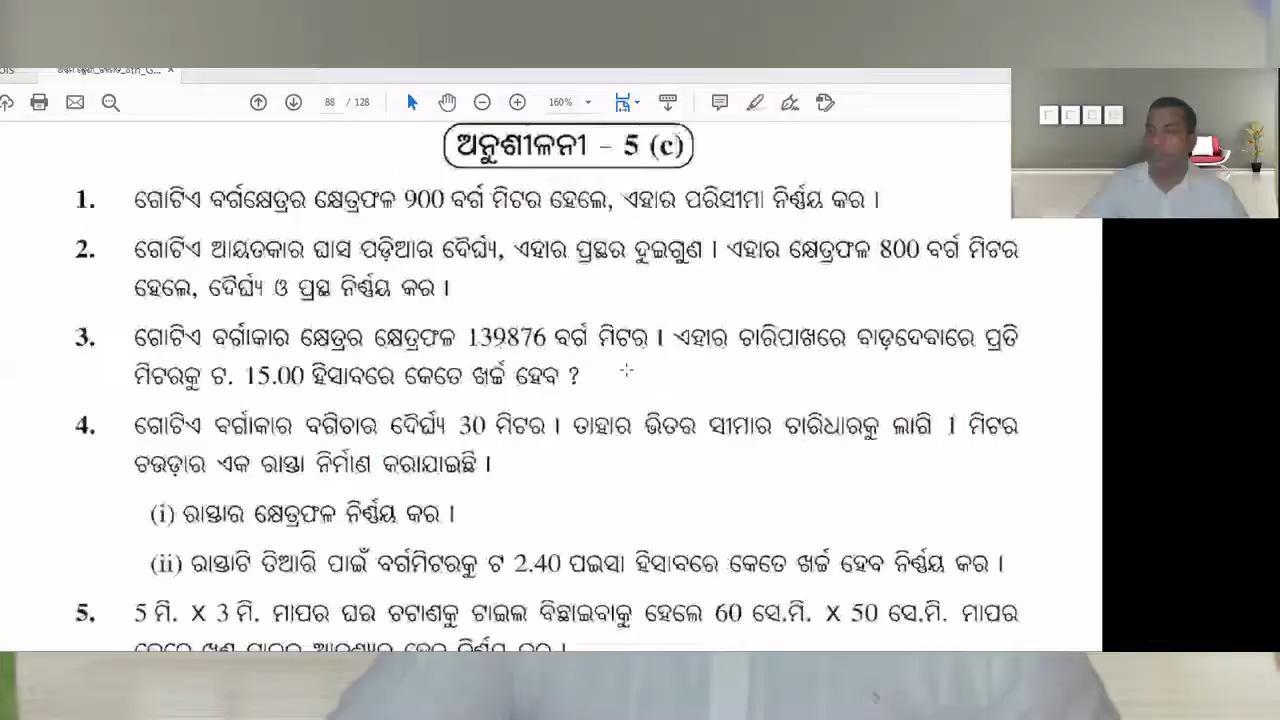 88 / 128
160%
ଅନୁଶୀଳନୀ – 5 (c)
1. ଗୋଟିଏ ବର୍ଗକ୍ଷେତ୍ରର କ୍ଷେତ୍ରଫଳ 900 ବର୍ଗ ମିଟର ହେଲେ, ଏହାର ପରିସୀମା ନିର୍ଣ୍ଣୟ କର ।
2. ଗୋଟିଏ ଆୟତକାର ଘାସ ପଡ଼ିଆର ଦୈର୍ଘ୍ୟ, ଏହାର ପ୍ରସ୍ଥର ଦୁଇଗୁଣ । ଏହାର କ୍ଷେତ୍ରଫଳ 800 ବର୍ଗ ମିଟର
ହେଲେ, ଦୈର୍ଘ୍ୟ ଓ ପ୍ରସ୍ଥ ନିର୍ଣ୍ଣୟ କର ।
3. ଗୋଟିଏ ବର୍ଗାକାର କ୍ଷେତ୍ରର କ୍ଷେତ୍ରଫଳ 139876 ବର୍ଗ ମିଟର । ଏହାର ଚାରିପାଖରେ ବାଡ଼ଦେବାରେ ପ୍ରତି
ମିଟରକୁ ଟ. 15.00 ହିସାବରେ କେତେ ଖର୍ଚ୍ଚ ହେବ ?
4. ଗୋଟିଏ ବର୍ଗାକାର ବଗିଚାର ଦୈର୍ଘ୍ୟ 30 ମିଟର । ତାହାର ଭିତର ସୀମାର ଚାରିଧାରକୁ ଲାଗି 1 ମିଟର
ଚଉଡ଼ାର ଏକ ରାସ୍ତା ନିର୍ମାଣ କରାଯାଇଛି ।
(i) ରାସ୍ତାର କ୍ଷେତ୍ରଫଳ ନିର୍ଣ୍ଣୟ କର ।
(ii) ରାସ୍ତାଟି ତିଆରି ପାଇଁ ବର୍ଗମିଟରକୁ ଟ 2.40 ପଇସା ହିସାବରେ କେତେ ଖର୍ଚ୍ଚ ହେବ ନିର୍ଣ୍ଣୟ କର ।
5. 5 ମି. X 3 ମି. ମାପର ଘର ଚଟାଣକୁ ଟାଇଲ ବିଛାଇବାକୁ ହେଲେ 60 ସେ.ମି. X 50 ସେ.ମି. ମାପର